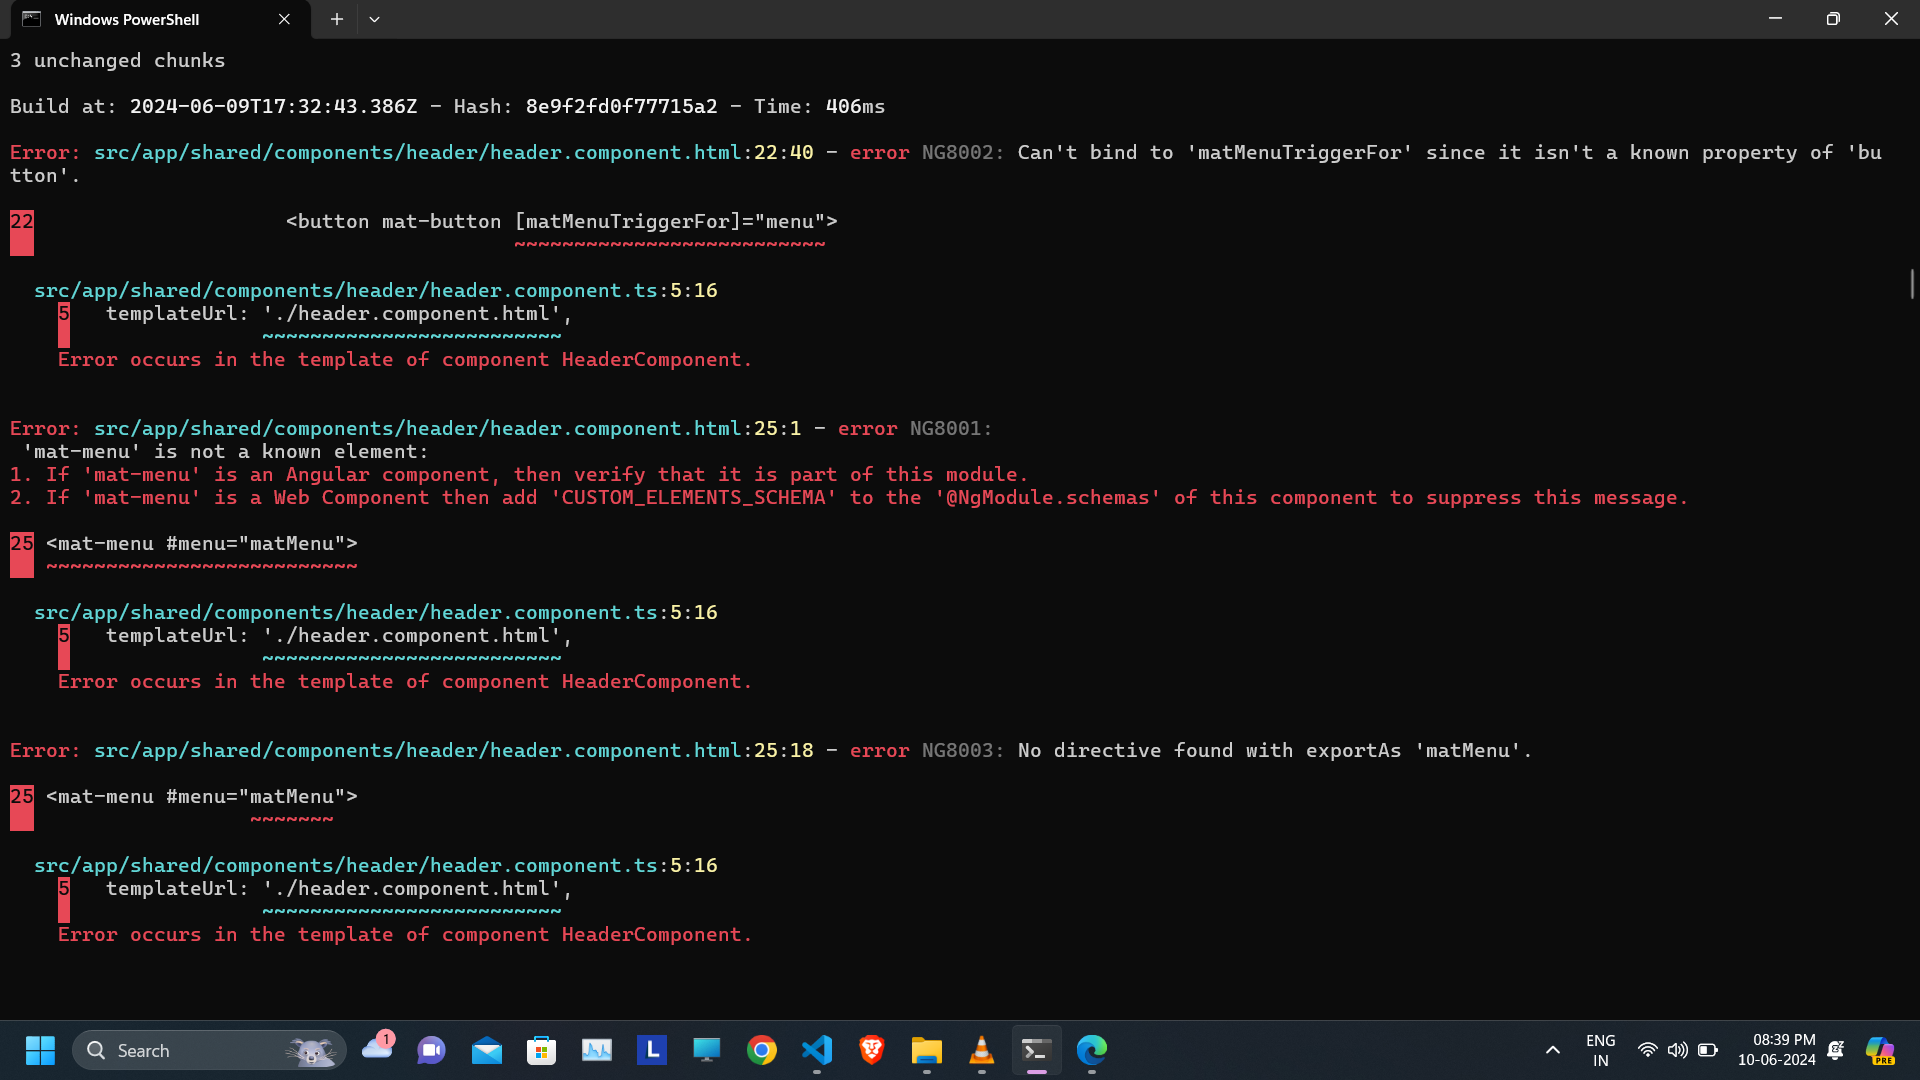 Windows PowerShell
3 unchanged chunks
Build at: 2024-06-09T17:32:43.386Z - Hash: 8e9f2fd0f77715a2 - Time: 406ms
Error: src/app/shared/components/header/header.component.html:22:40 - error NG8002: Can't bind to 'matMenuTriggerFor' since it isn't a known property of 'bu
tton'.
22 <button mat-button [matMenuTriggerFor]="menu">
~~~~~~~~~~~~~~~~~~~~~~~~~~
src/app/shared/components/header/header.component.ts:5:16
5 templateUrl: './header.component.html',
~~~~~~~~~~~~~~~~~~~~~~~~~
Error occurs in the template of component HeaderComponent.
Error: src/app/shared/components/header/header.component.html:25:1 - error NG8001:
'mat-menu' is not a known element:
1. If 'mat-menu' is an Angular component, then verify that it is part of this module.
2. If 'mat-menu' is a Web Component then add 'CUSTOM_ELEMENTS_SCHEMA' to the '@NgModule.schemas' of this component to suppress this message.
25 <mat-menu #menu="matMenu">
~~~~~~~~~~~~~~~~~~~~~~~~~~
src/app/shared/components/header/header.component.ts:5:16
5 templateUrl: './header.component.html',
~~~~~~~~~~~~~~~~~~~~~~~~~
Error occurs in the template of component HeaderComponent.
Error: src/app/shared/components/header/header.component.html:25:18 - error NG8003: No directive found with exportAs 'matMenu'.
25 <mat-menu #menu="matMenu">
~~~~~~~
src/app/shared/components/header/header.component.ts:5:16
5 templateUrl: './header.component.html',
~~~~~~~~~~~~~~~~~~~~~~~~~
Error occurs in the template of component HeaderComponent.
Search
1
L
ENG
IN
08:39 PM
10-06-2024
PRE